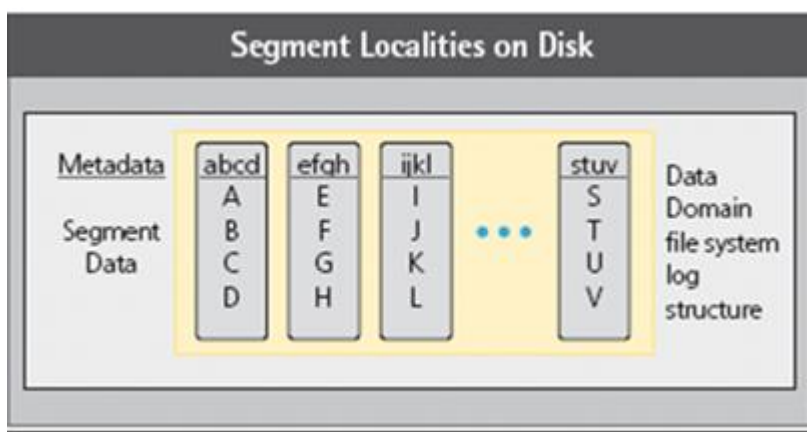 Segment Localities on Disk
Metadata
abcd
efgh
ijkl
stuv
A
E
I
S
B
F
J
T
C
G
K
U
D
H
L
V
Segment
Data
Data
Domain
file system
log
structure